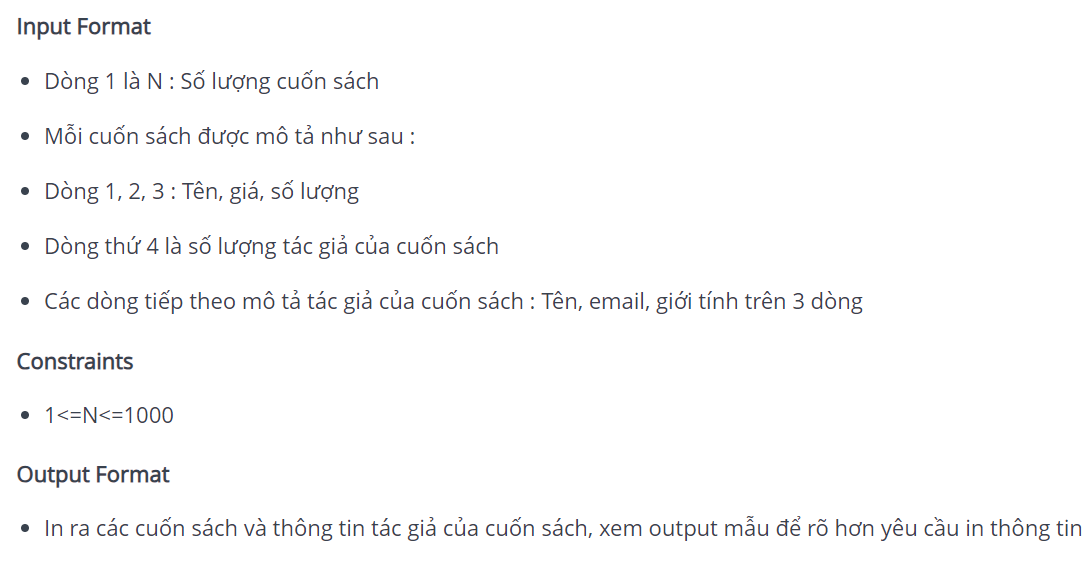 Input Format
• Dòng 1 là N : Số lượng cuốn sách
• Mỗi cuốn sách được mô tả như sau :
• Dòng 1, 2, 3 : Tên, giá, số lượng
• Dòng thứ 4 là số lượng tác giả của cuốn sách
• Các dòng tiếp theo mô tả tác giả của cuốn sách : Tên, email, giới tính trên 3 dòng
Constraints
• 1<=N<=1000
Output Format
• In ra các cuốn sách và thông tin tác giả của cuốn sách, xem output mẫu để rõ hơn yêu cầu in thông tin